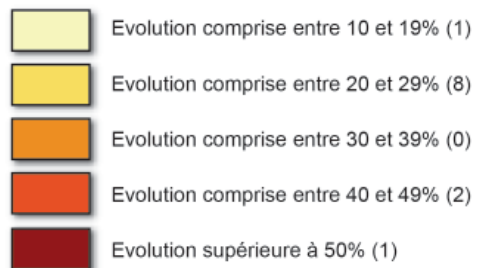 Evolution comprise entre 10 et 19% (1)
Evolution comprise entre 20 et 29% (8)
Evolution comprise entre 30 et 39% (0)
Evolution comprise entre 40 et 49% (2)
Evolution supérieure à 50% (1)